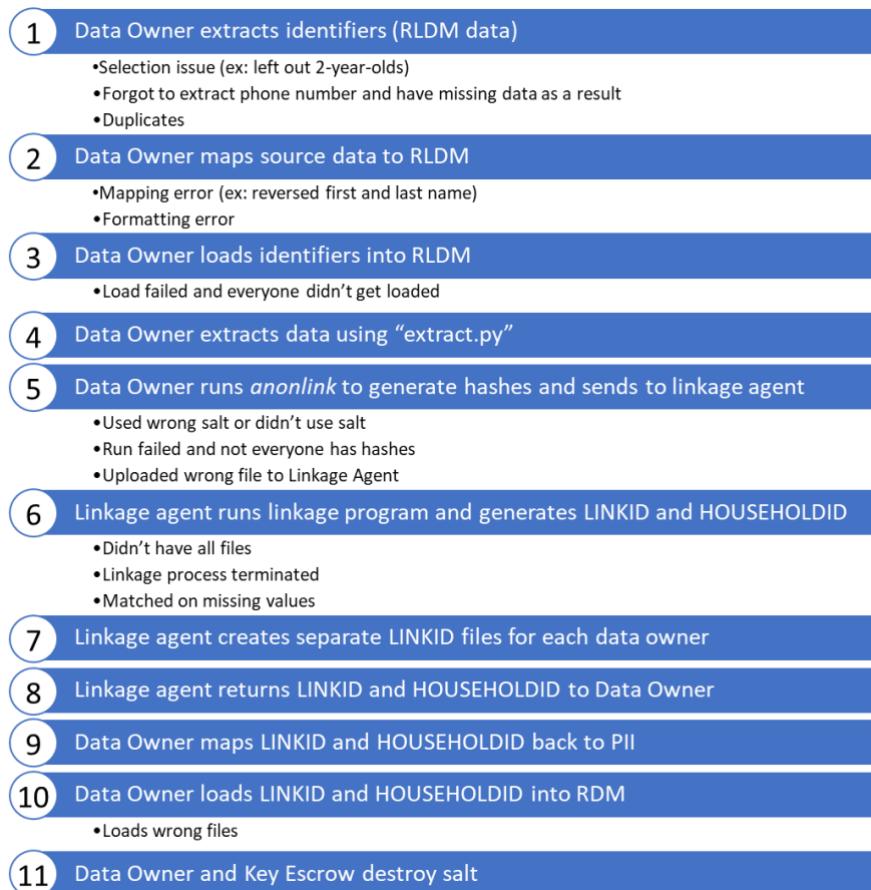 1 Data Owner extracts identifiers (RLDM data)
•Selection issue (ex: left out 2-year-olds)
•Forgot to extract phone number and have missing data as a result
•Duplicates
2 Data Owner maps source data to RLDM
•Mapping error (ex: reversed first and last name)
•Formatting error
3 Data Owner loads identifiers into RLDM
•Load failed and everyone didn't get loaded
4 Data Owner extracts data using “extract.py”
5 Data Owner runs anonlink to generate hashes and sends to linkage agent
•Used wrong salt or didn't use salt
•Run failed and not everyone has hashes
•Uploaded wrong file to Linkage Agent
6 Linkage agent runs linkage program and generates LINKID and HOUSEHOLDID
•Didn't have all files
•Linkage process terminated
•Matched on missing values
7 Linkage agent creates separate LINKID files for each data owner
8 Linkage agent returns LINKID and HOUSEHOLDID to Data Owner
9 Data Owner maps LINKID and HOUSEHOLDID back to PII
10 Data Owner loads LINKID and HOUSEHOLDID into RDM
•Loads wrong files
11 Data Owner and Key Escrow destroy salt